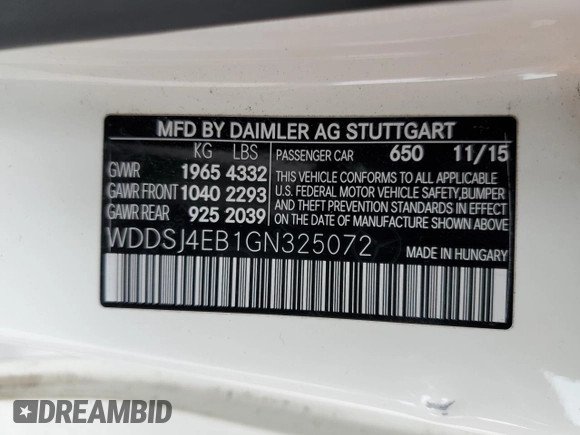 MFD BY DAIMLER AG STUTTGART
KG LBS PASSENGER CAR 650 11/15
GVWR 1965 4332
GAWR FRONT 1040 2293
GAWR REAR 925 2039
THIS VEHICLE CONFORMS TO ALL APPLICABLE
U.S. FEDERAL MOTOR VEHICLE SAFETY, BUMPER
AND THEFT PREVENTION STANDARDS IN EFFECT
ON THE DATE OF MANUFACTURE SHOWN ABOVE.
WDDSJ4EB1GN325072 MADE IN HUNGARY
DREAMBID